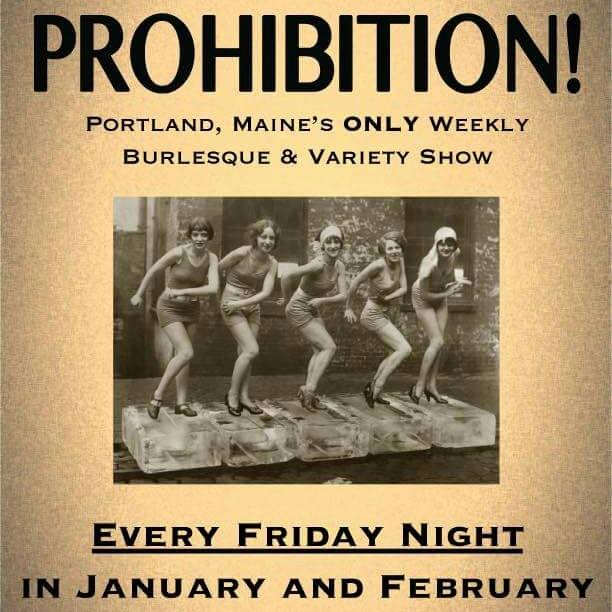 PROHIBITION!
PORTLAND, MAINE'S ONLY WEEKLY
BURLESQUE & VARIETY SHOW
EVERY FRIDAY NIGHT
IN JANUARY AND FEBRUARY